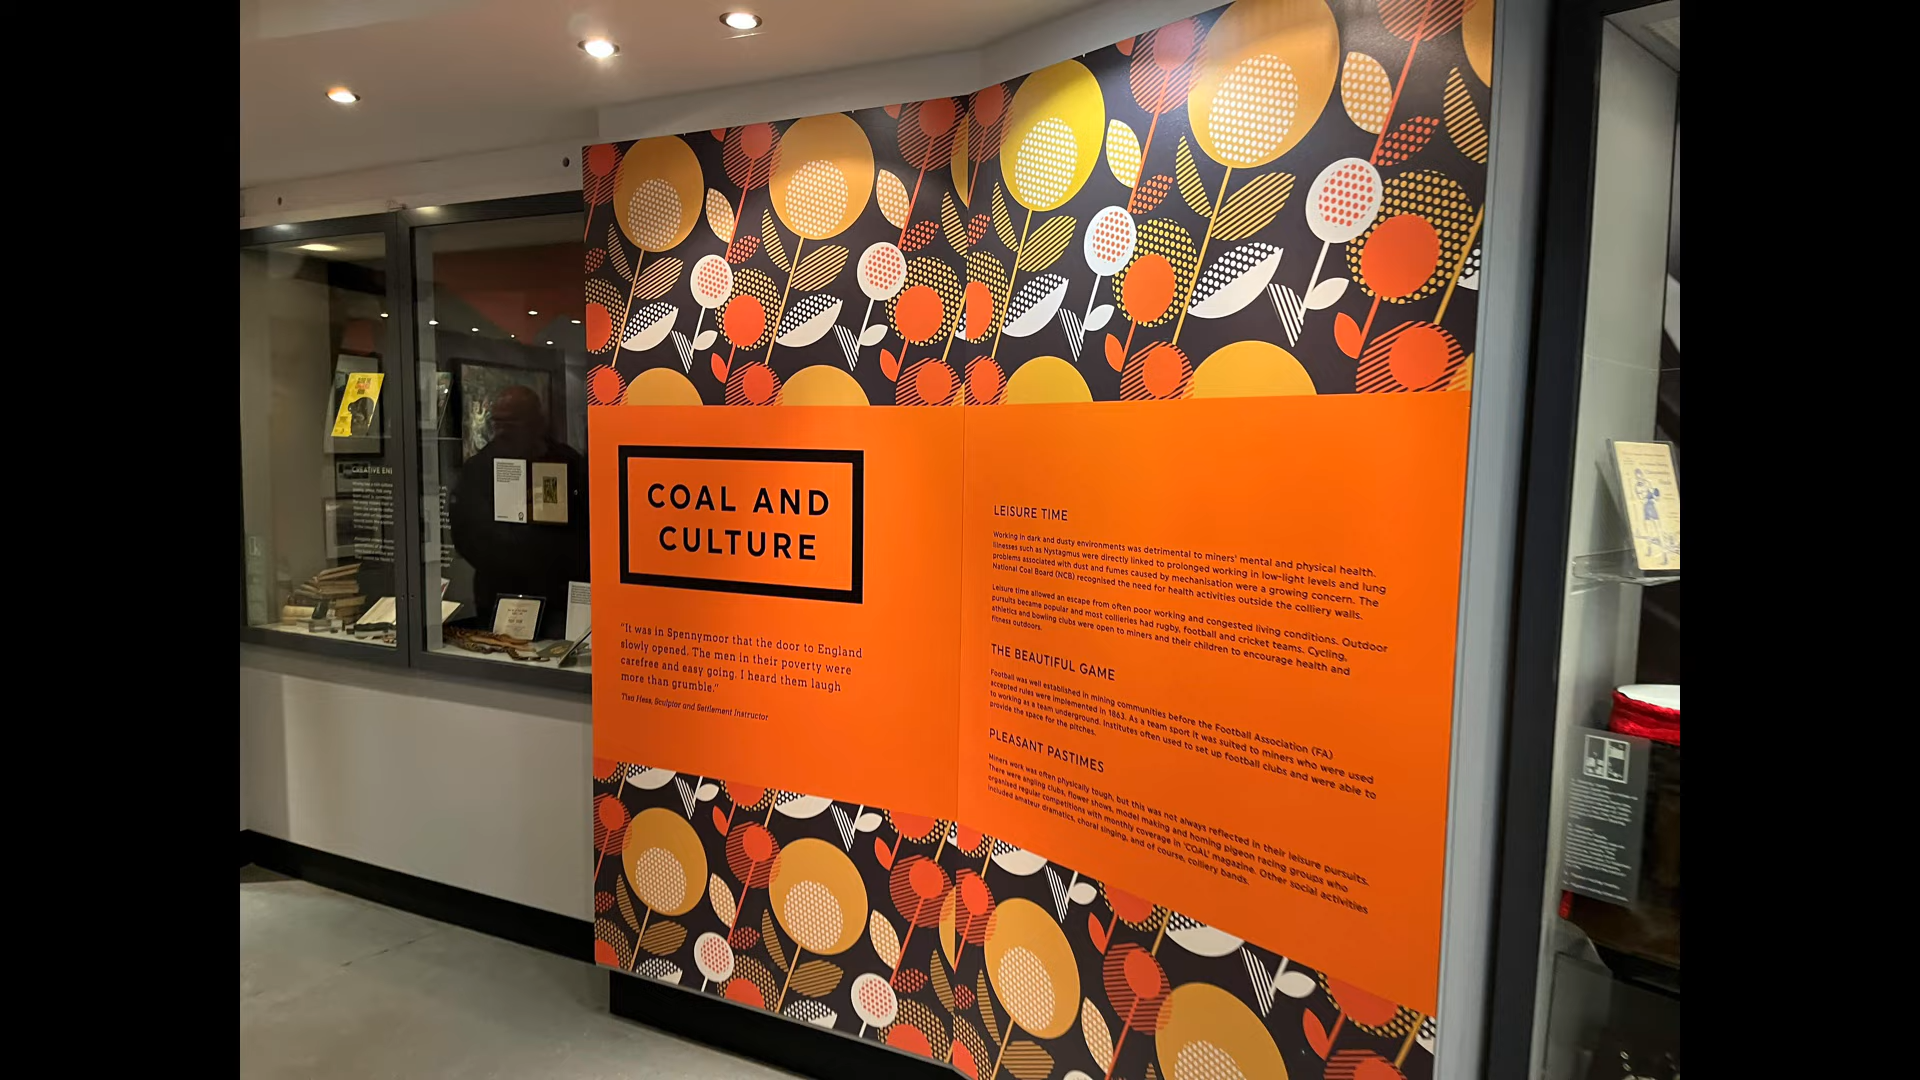 COAL AND
CULTURE
"It was in Spennymoor that the door to England
slowly opened. The men in their poverty were
carefree and easy going. I heard them laugh
more than grumble."
Tisa Hess, Sculptor and Settlement Instructor
LEISURE TIME
Working in dark and dusty environments was detrimental to miners' mental and physical health.
Illnesses such as Nystagmus were directly linked to prolonged working in low-light levels and lung
problems associated with dust and fumes caused by mechanisation were a growing concern. The
National Coal Board (NCB) recognised the need for health activities outside the colliery walls.
Leisure time allowed an escape from often poor working and congested living conditions. Outdoor
pursuits became popular and most collieries had rugby, football and cricket teams. Cycling,
athletics and bowling clubs were open to miners and their children to encourage health and
fitness outdoors.
THE BEAUTIFUL GAME
Football was well established in mining communities before the Football Association (FA)
accepted rules were implemented in 1863. As a team sport it was suited to miners who were used
to working as a team underground. Institutes often used to set up football clubs and were able to
provide the space for the pitches.
PLEASANT PASTIMES
Miners work was often physically tough, but this was not always reflected in their leisure pursuits.
There were angling clubs, flower shows, model making and homing pigeon racing groups who
organised regular competitions with monthly coverage in 'COAL' magazine. Other social activities
included amateur dramatics, choral singing, and of course, colliery bands.